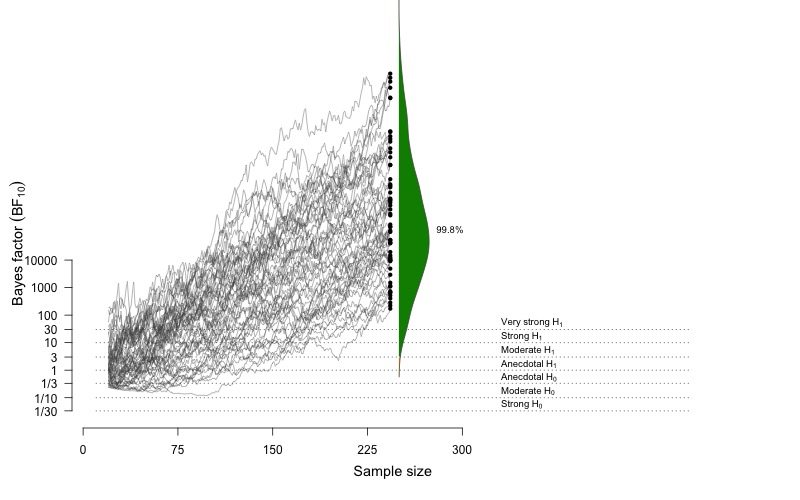 Bayes factor (BF₁₀)
10000
1000
100
30
10
3
1
1/3
1/10
1/30
99.8%
Very strong H₁
Strong H₁
Moderate H₁
Anecdotal H₁
Anecdotal H₀
Moderate H₀
Strong H₀
0 75 150 225 300
Sample size